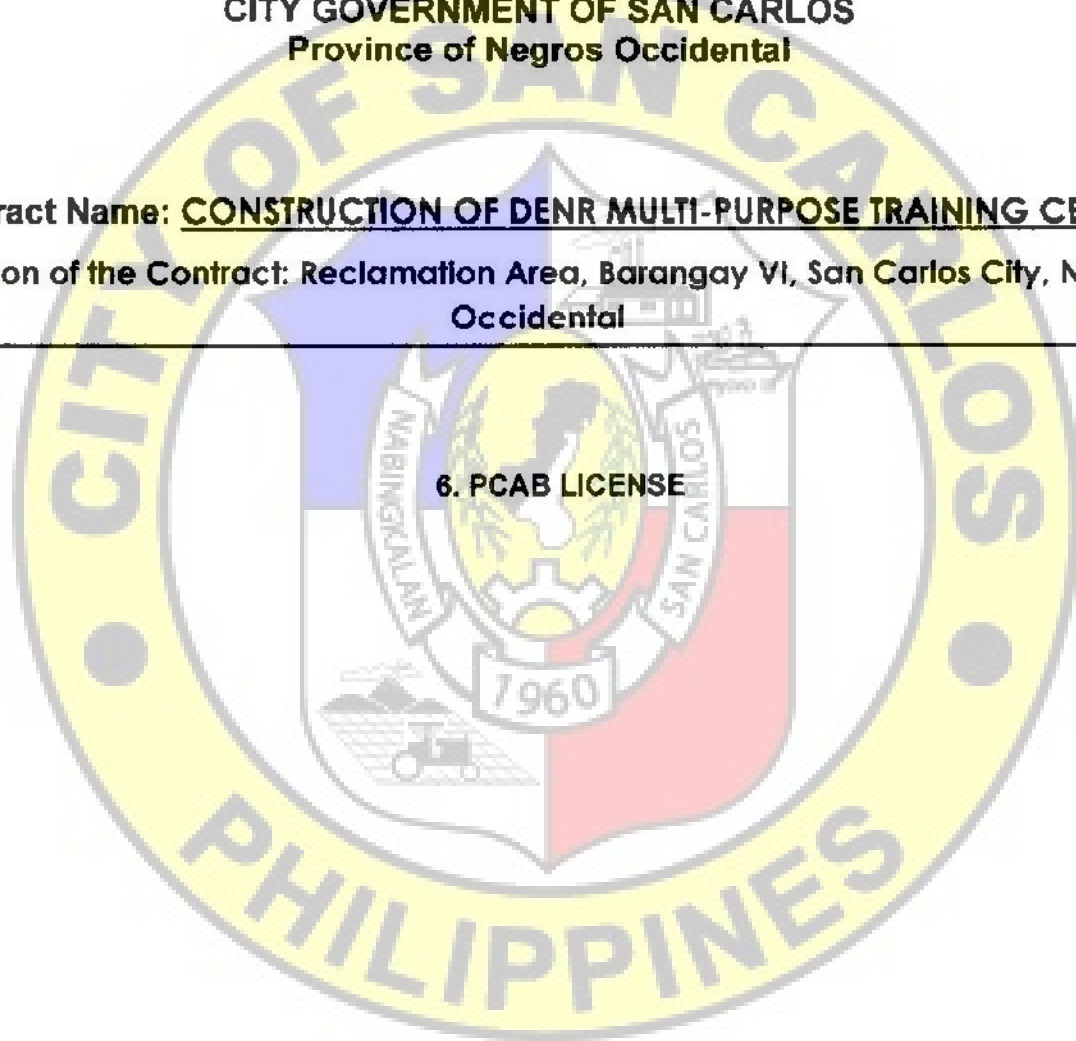 CITY GOVERNMENT OF SAN CARLOS
Province of Negros Occidental
ract Name: CONSTRUCTION OF DENR MULTI-PURPOSE TRAINING CE
on of the Contract: Reclamation Area, Barangay VI, San Carlos City, N
Occidental
6. PCAB LICENSE
CITY OF SAN CARLOS
NABINGKALAN
SAN CARLOS
1960
PHILIPPINES